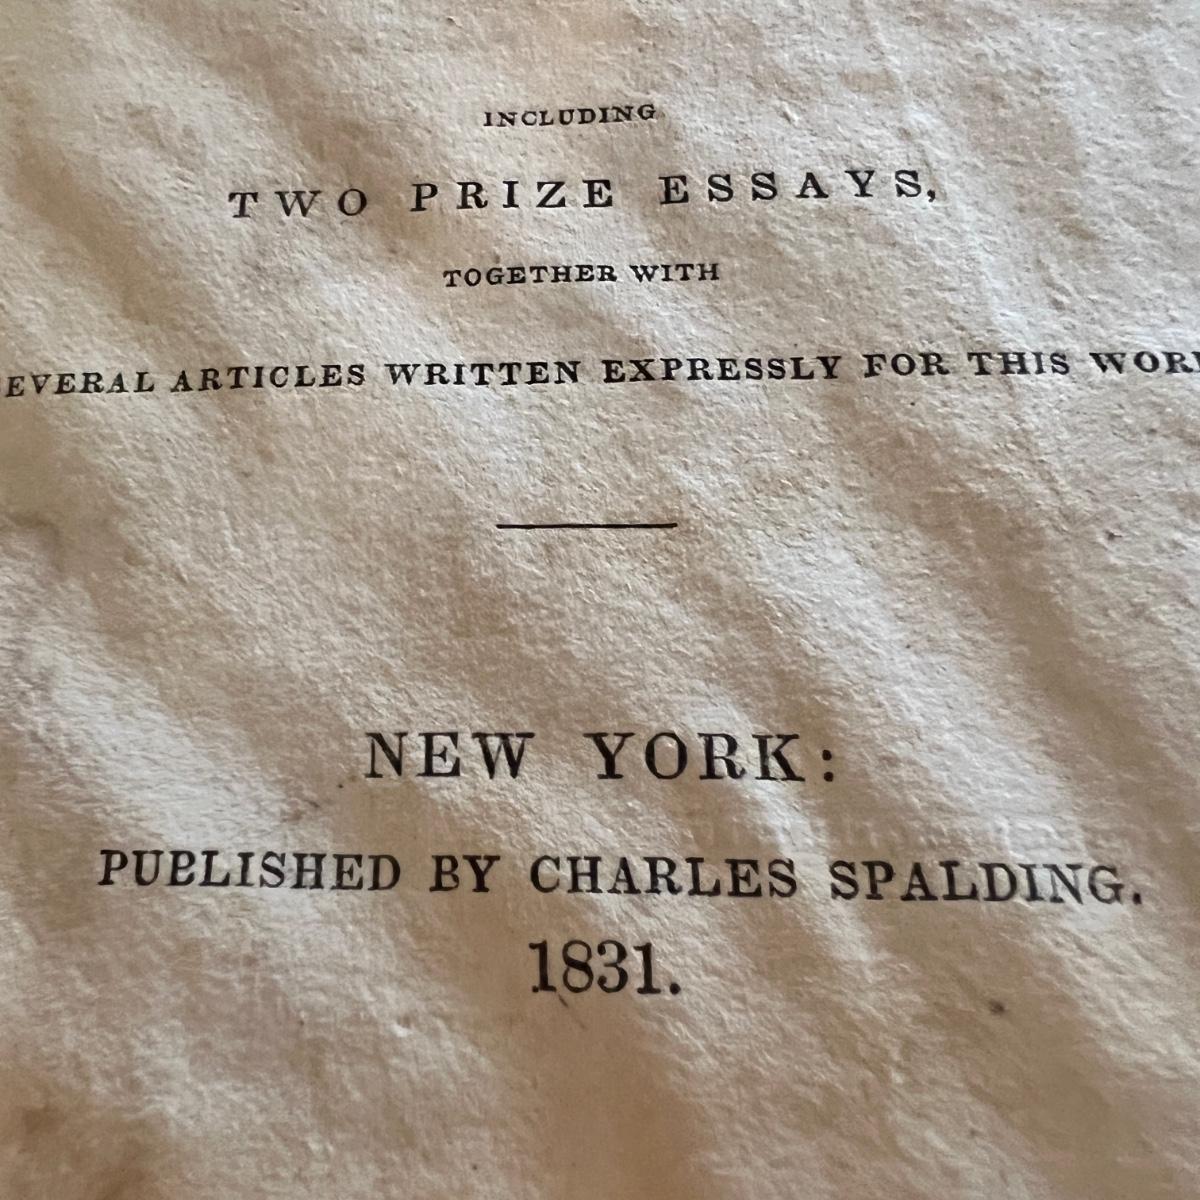 INCLUDING
TWO PRIZE ESSAYS,
TOGETHER WITH
EVERAL ARTICLES WRITTEN EXPRESSLY FOR THIS WOR
NEW YORK:
PUBLISHED BY CHARLES SPALDING.
1831.